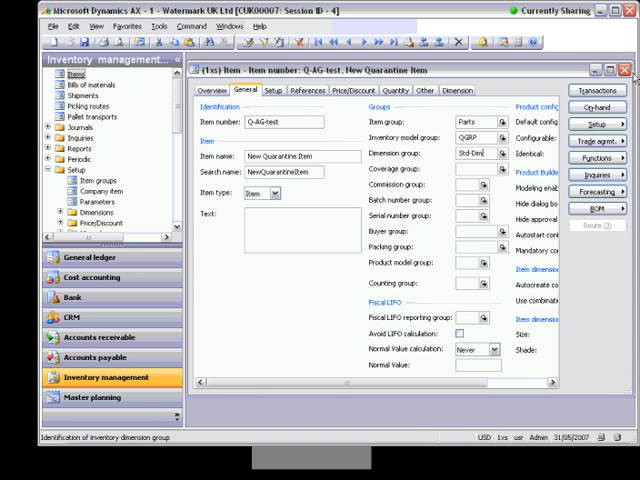 Microsoft Dynamics AX - 1 - Watermark UK Ltd [CUK00007: Session ID - 4]
Currently Sharing
File Edit View Favorites Tools Command Windows Help
Inventory management...
Items
Bills of materials
Shipments
Picking routes
Pallet transports
Journals
Inquiries
Reports
Periodic
Setup
Item groups
Company item
Parameters
Dimensions
Price/Discount
General ledger
Cost accounting
Bank
CRM
Accounts receivable
Accounts payable
Inventory management
Master planning
(1xs) Item - Item number: Q-AG-test, New Quarantine Item
Overview General Setup References Price/Discount Quantity Other Dimension
Identification
Item number: Q-AG-test
Item
Item name: New Quarantine Item
Search name: NewQuarantineItem
Item type: Item
Text:
Groups
Item group: Parts
Inventory model group: QGRP
Dimension group: Std-Dim
Coverage group:
Commission group:
Batch number group:
Serial number group:
Buyer group:
Packing group:
Product model group:
Counting group:
Fiscal LIFO
Fiscal LIFO reporting group:
Avoid LIFO calculation:
Normal Value calculation: Never
Normal Value:
Product config
Default config
Configurable:
Identical:
Product Builde
Modeling enab
Hide dialog bo
Hide approval
Autostart conf
Mandatory cor
Item dimension
Autocreate co
Use combinatio
Item dimension
Size:
Shade:
Transactions
On-hand
Setup
Trade agrmt.
Functions
Inquiries
Forecasting
BOM
Route (J)
Identification of inventory dimension group
USD 1xs usr Admin 31/05/2007